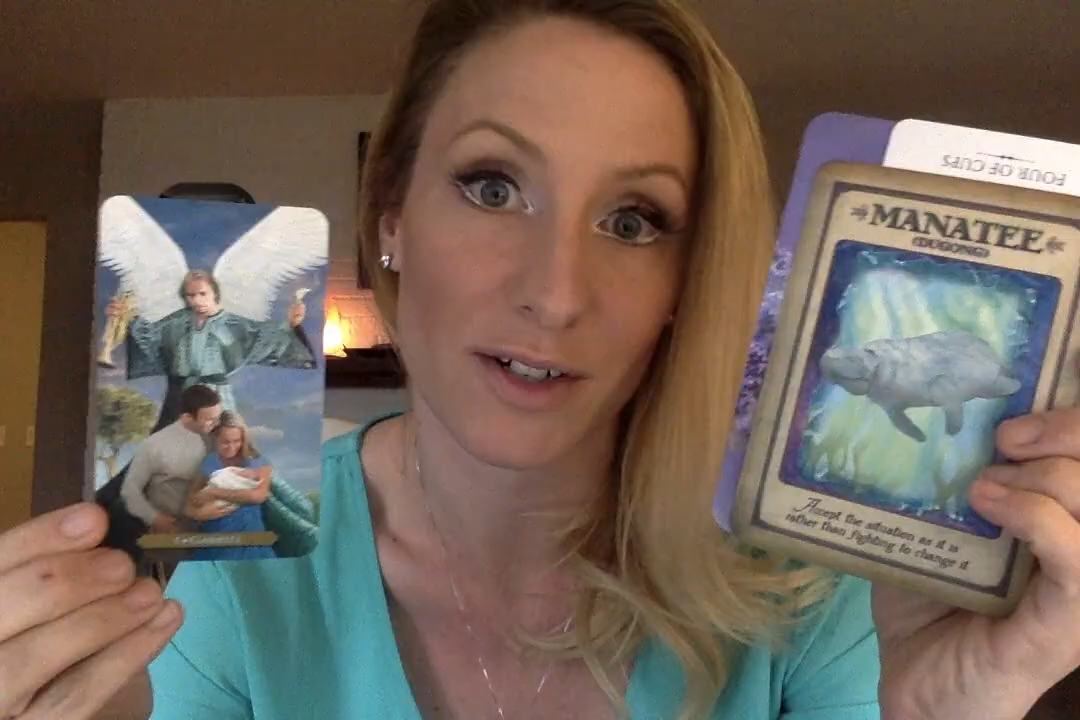 FOUR OF CUPS
MANATEE
(DUGONG)
Accept the situation as it is
rather than fighting to change it